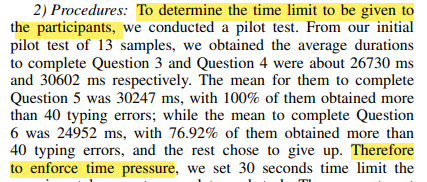 2) Procedures: To determine the time limit to be given to
the participants, we conducted a pilot test. From our initial
pilot test of 13 samples, we obtained the average durations
to complete Question 3 and Question 4 were about 26730 ms
and 30602 ms respectively. The mean for them to complete
Question 5 was 30247 ms, with 100% of them obtained more
than 40 typing errors; while the mean to complete Question
6 was 24952 ms, with 76.92% of them obtained more than
40 typing errors, and the rest chose to give up. Therefore
to enforce time pressure, we set 30 seconds time limit the